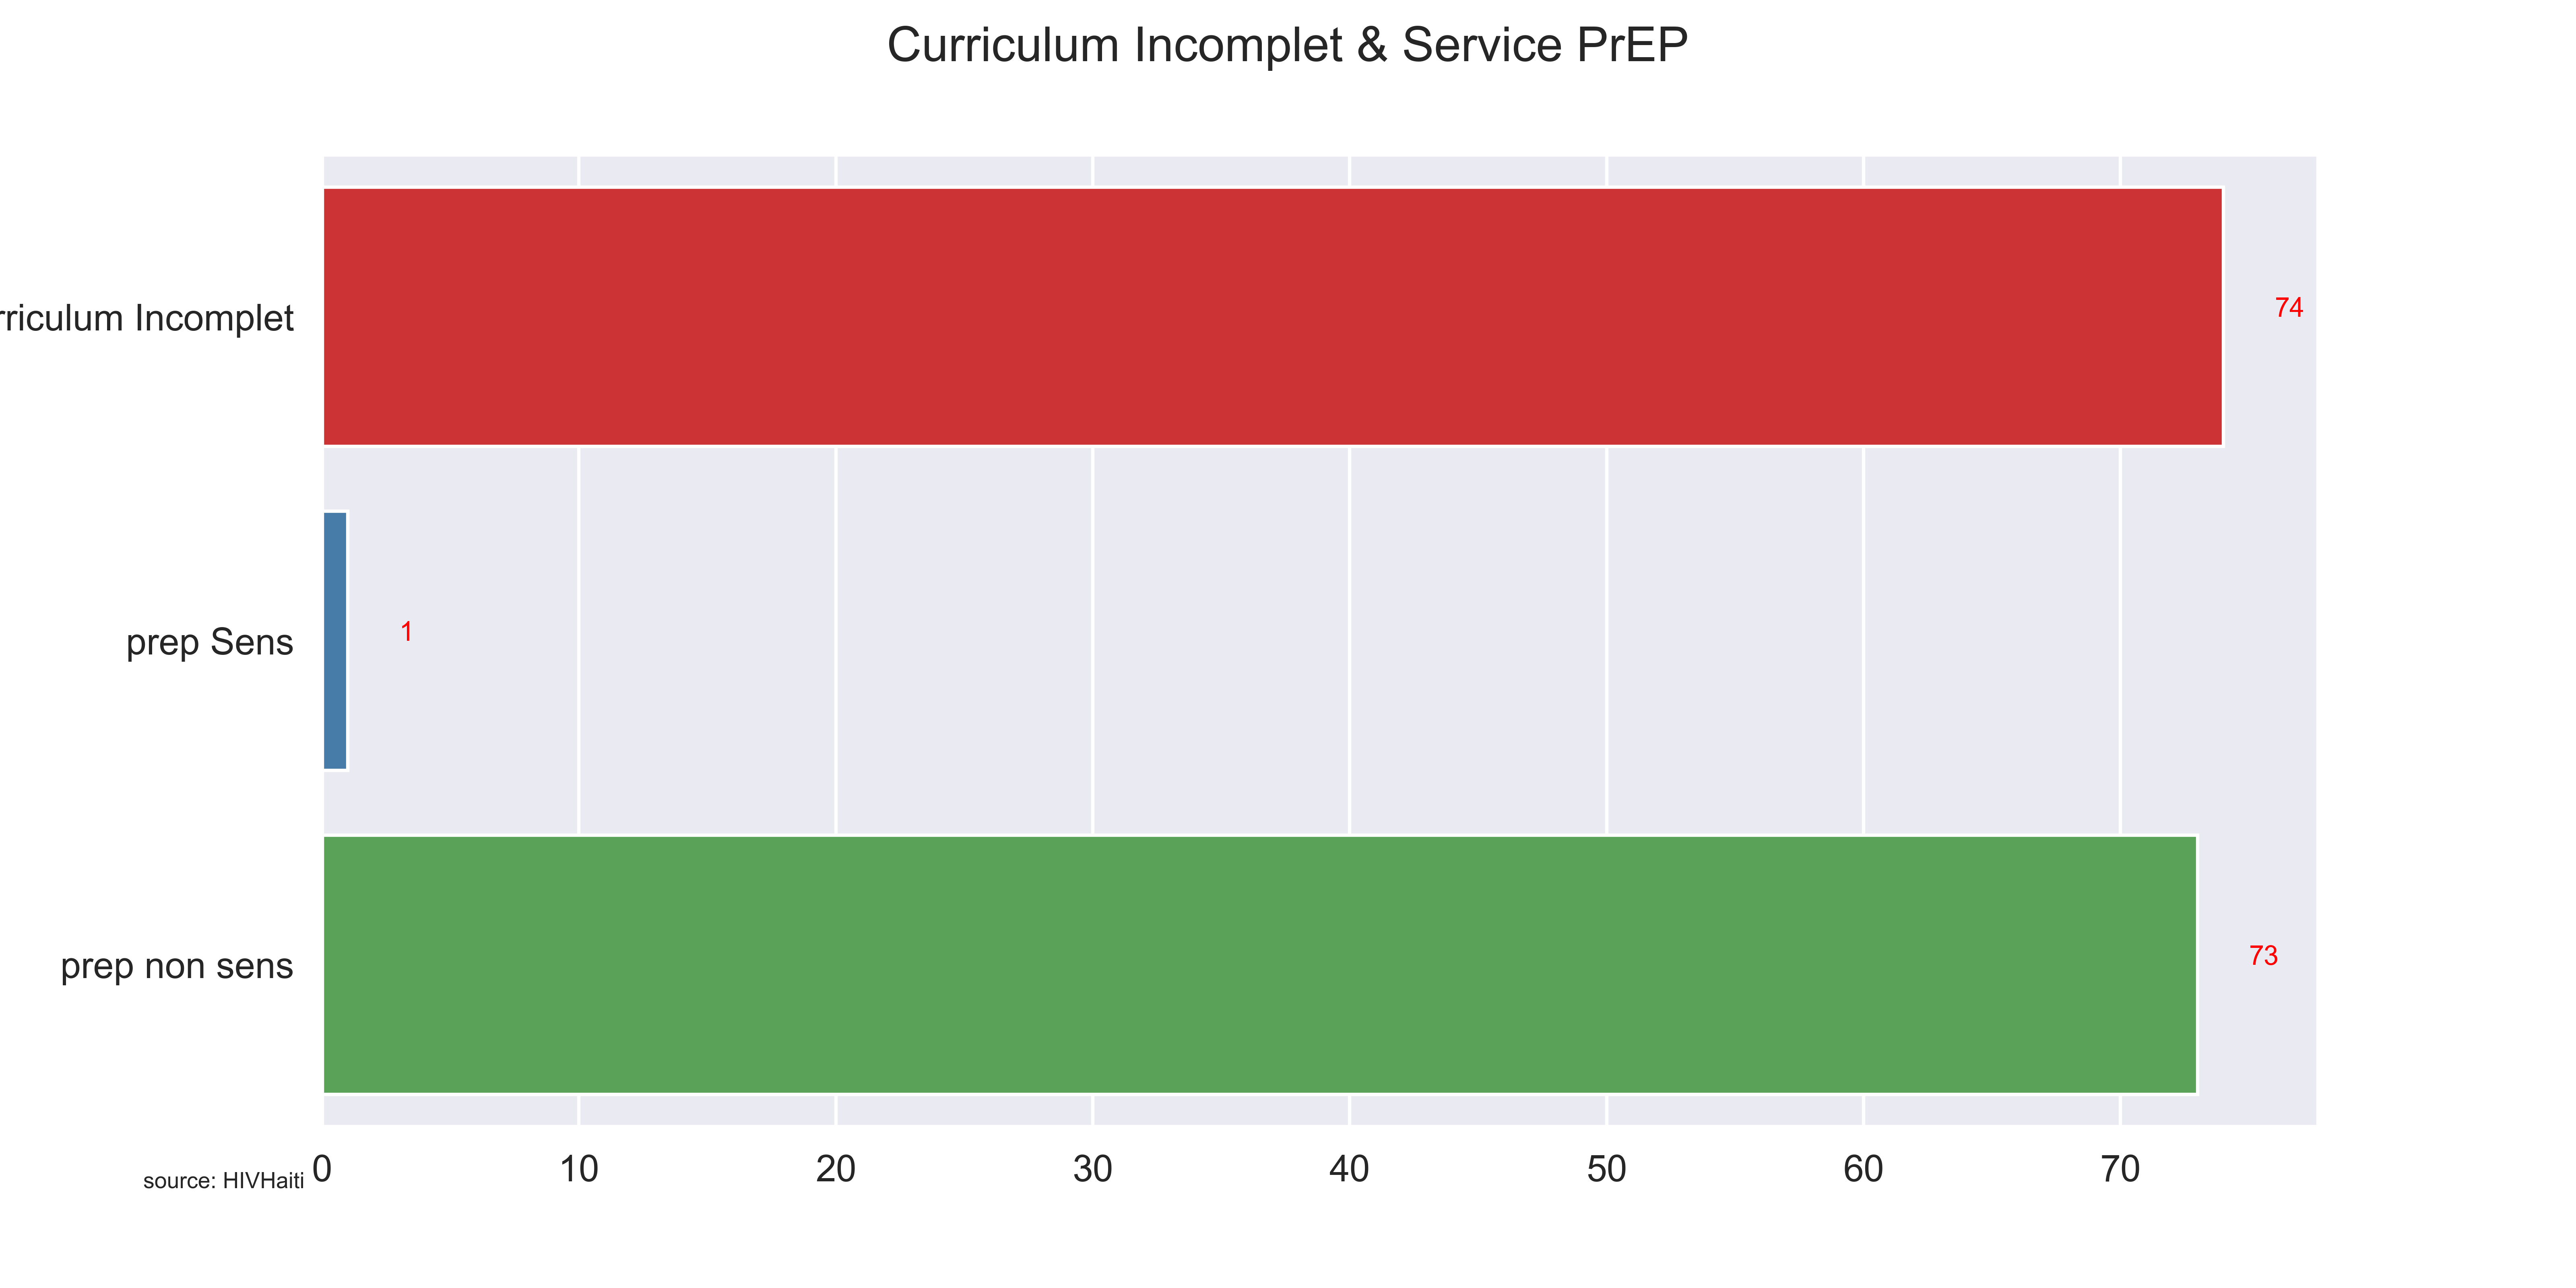 Curriculum Incomplet & Service PrEP
rriculum Incomplet
74
prep Sens
1
prep non sens
73
0 10 20 30 40 50 60 70
source: HIVHaiti